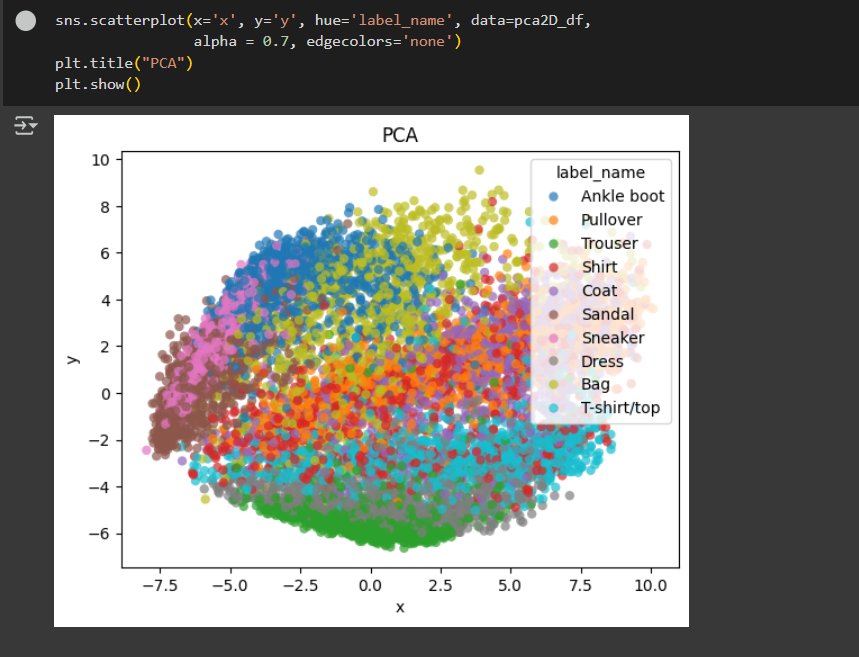 sns.scatterplot(x='x', y='y', hue='label_name', data=pca2D_df,
alpha = 0.7, edgecolors='none')
plt.title("PCA")
plt.show()
PCA
label_name
Ankle boot
Pullover
Trouser
Shirt
Coat
Sandal
Sneaker
Dress
Bag
T-shirt/top
10
8
6
4
2
0
−2
−4
−6
y
−7.5 −5.0 −2.5 0.0 2.5 5.0 7.5 10.0
x